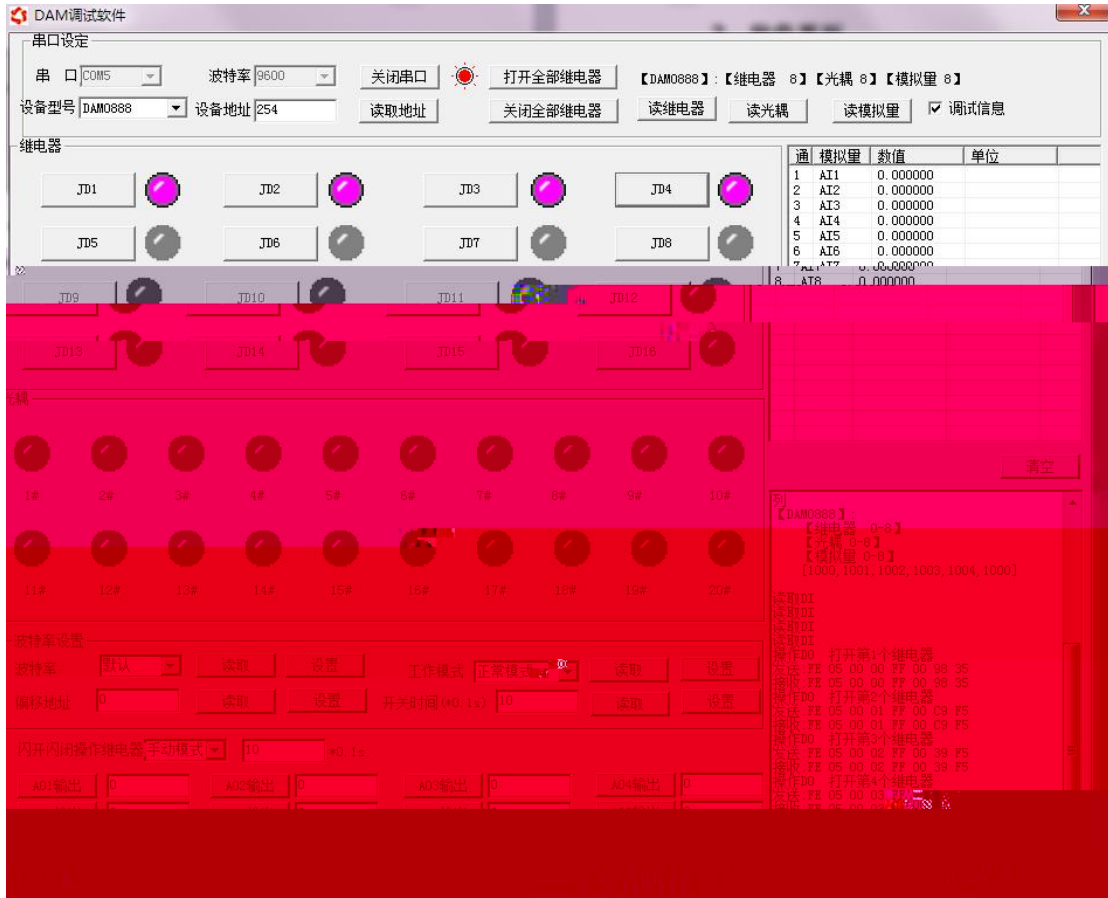 DAM调试软件
串口设定
串 口 COM5 波特率 9600 关闭串口 打开全部继电器 【DAM0888】:【继电器 8】【光耦 8】【模拟量 8】
设备型号 DAM0888 设备地址 254 读取地址 关闭全部继电器 读继电器 读光耦 读模拟量 调试信息
继电器
JD1 JD2 JD3 JD4
JD5 JD6 JD7 JD8
JD9 JD10 JD11 JD12
JD13 JD14 JD15 JD16
通 模拟量 数值 单位
1 AI1 0.000000
2 AI2 0.000000
3 AI3 0.000000
4 AI4 0.000000
5 AI5 0.000000
6 AI6 0.000000
8 AI8 0.000000
光耦
1# 2# 3# 4# 5# 6# 7# 8# 9# 10#
11# 12# 13# 14# 15# 16# 17# 18# 19# 20#
清空
列
【DAM0888】:
【继电器 0-8】
【光耦 0-8】
【模拟量 0-8】
[1000,1001,1002,1003,1004,1000]
读取DI
读取DI
读取DI
读取DI
操作DO 打开第1个继电器
发送:FE 05 00 00 FF 00 98 35
接收:FE 05 00 00 FF 00 98 35
操作DO 打开第2个继电器
发送:FE 05 00 01 FF 00 C9 F5
接收:FE 05 00 01 FF 00 C9 F5
操作DO 打开第3个继电器
发送:FE 05 00 02 FF 00 39 F5
接收:FE 05 00 02 FF 00 39 F5
操作DO 打开第4个继电器
发送:FE 05 00 03
接收:FE 05 00
波特率设置
波特率 默认 读取 设置 工作模式 正常模式 读取 设置
偏移地址 0 读取 设置 开关时间(*0.1s) 10 读取 设置
闪开闪闭操作继电器 手动模式 10 *0.1s
AO1输出 0 AO2输出 0 AO3输出 0 AO4输出 0